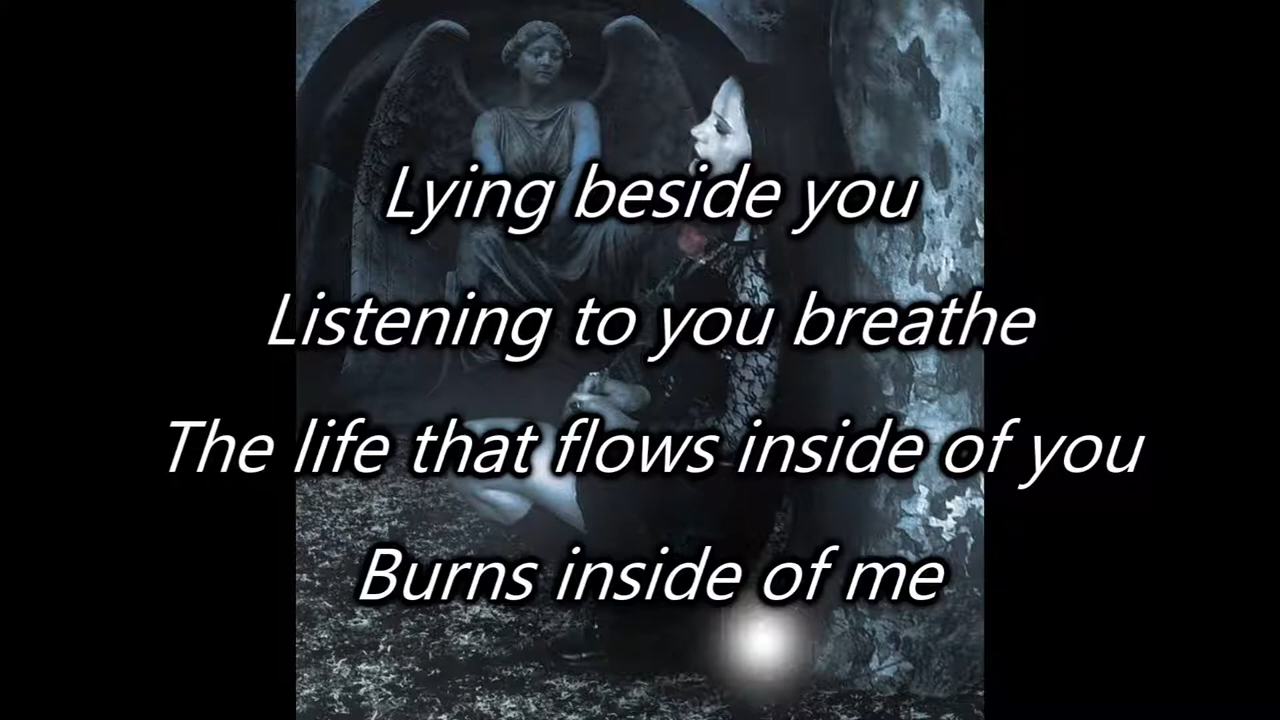 Lying beside you
Listening to you breathe
The life that flows inside of you
Burns inside of me